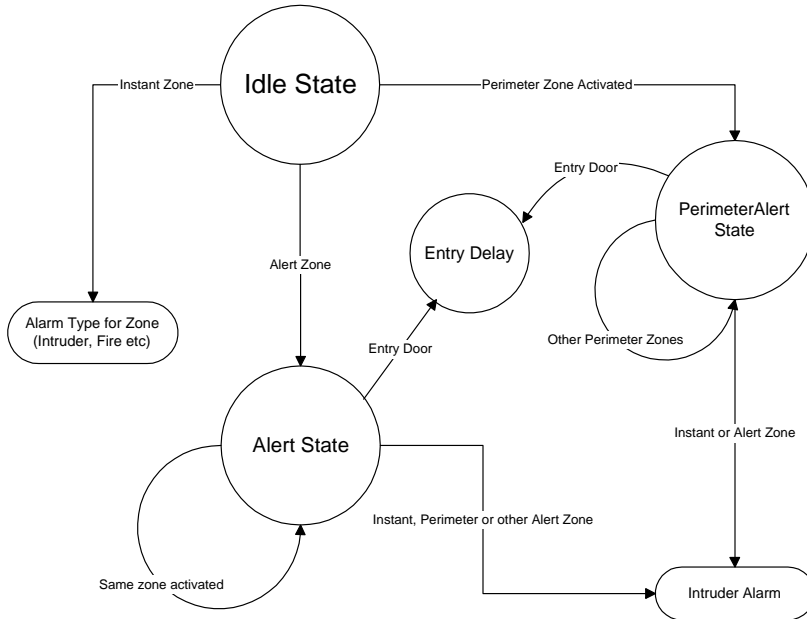 Idle State
Instant Zone
Perimeter Zone Activated
Entry Door
PerimeterAlert
State
Entry Delay
Alert Zone
Alarm Type for Zone
(Intruder, Fire etc)
Other Perimeter Zones
Entry Door
Alert State
Instant or Alert Zone
Instant, Perimeter or other Alert Zone
Same zone activated
Intruder Alarm